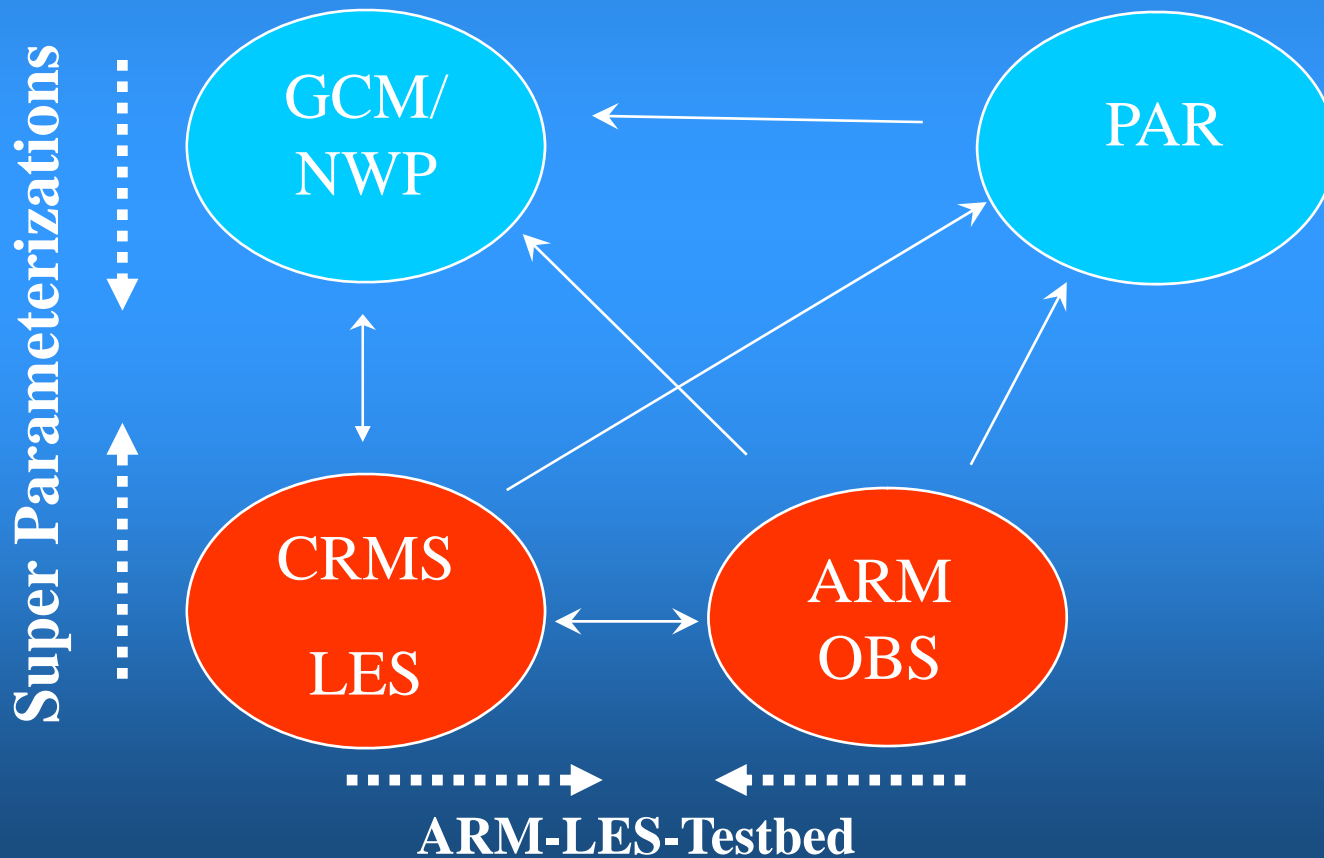 Super Parameterizations
GCM/
NWP
PAR
CRMS
LES
ARM
OBS
ARM-LES-Testbed